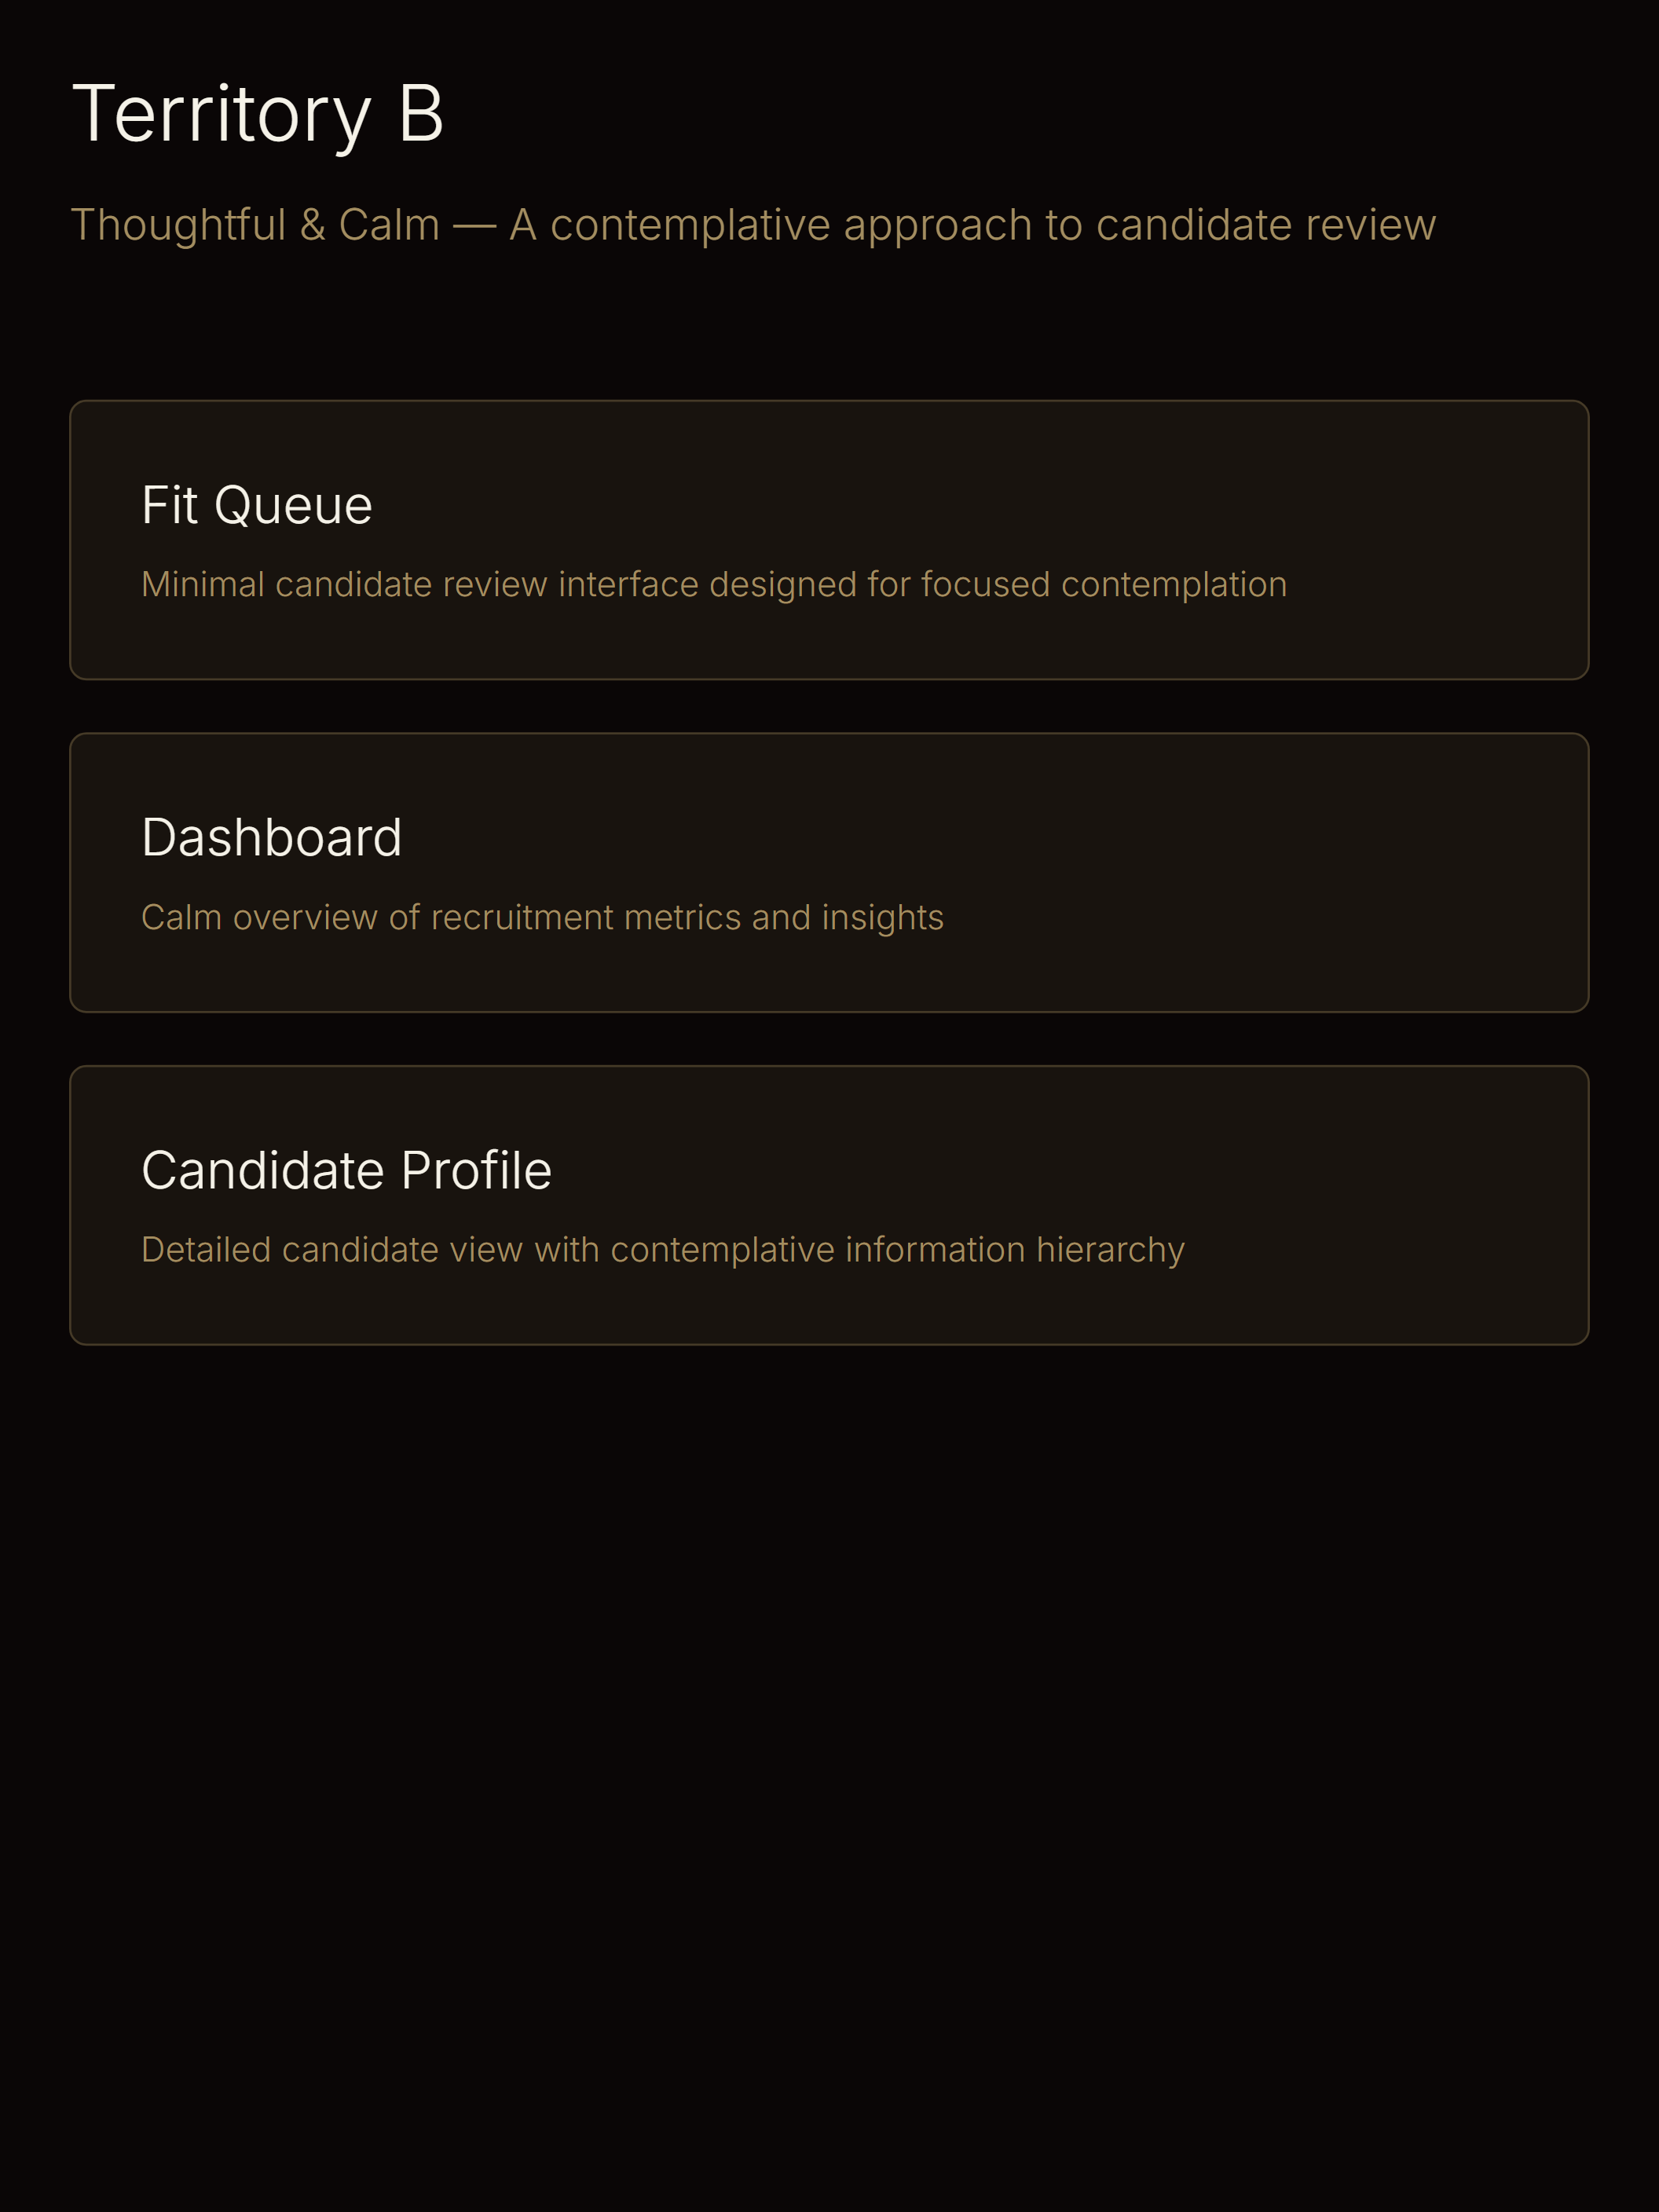 Territory B
Thoughtful & Calm — A contemplative approach to candidate review
Fit Queue
Minimal candidate review interface designed for focused contemplation
Dashboard
Calm overview of recruitment metrics and insights
Candidate Profile
Detailed candidate view with contemplative information hierarchy